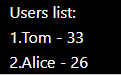 Users list:
1.Tom - 33
2.Alice - 26